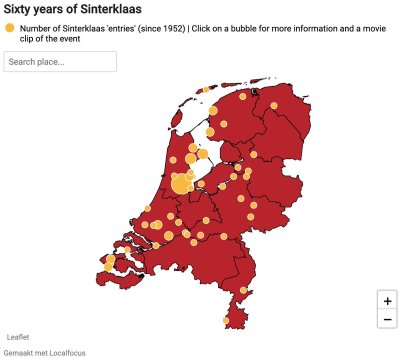 Sixty years of Sinterklaas
Number of Sinterklaas 'entries' (since 1952) | Click on a bubble for more information and a movie
clip of the event
Search place...
+
−
Leaflet
Gemaakt met Localfocus